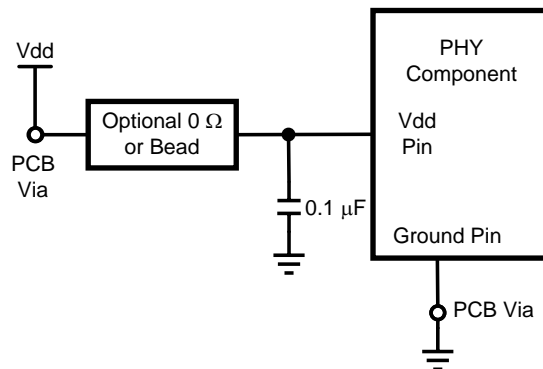 Vdd
PCB
Via
Optional 0 Ω
or Bead
0.1 μF
PHY
Component
Vdd
Pin
Ground Pin
PCB Via